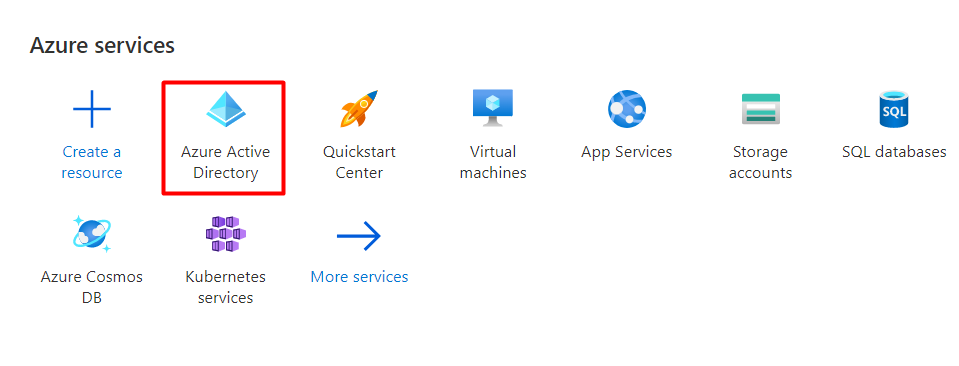 Azure services
Create a
resource
Azure Active
Directory
Quickstart
Center
Virtual
machines
App Services
Storage
accounts
SQL
SQL databases
Azure Cosmos
DB
Kubernetes
services
More services